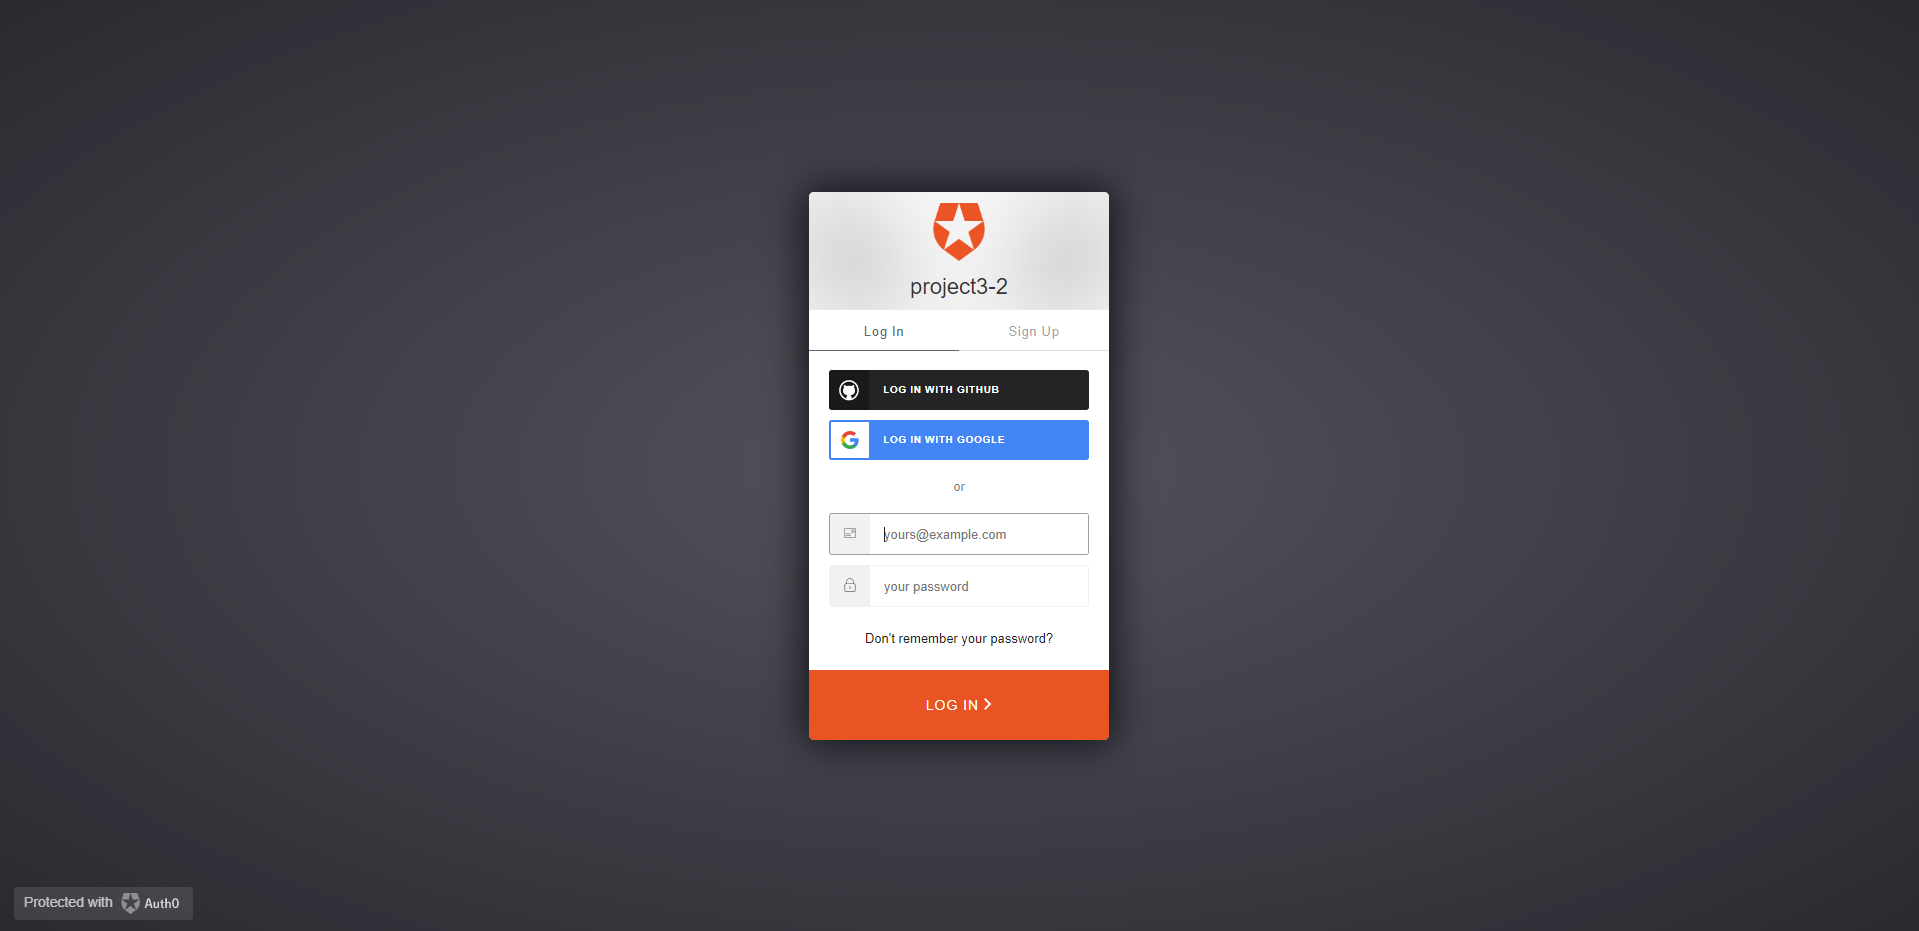 project3-2
Log In
Sign Up
LOG IN WITH GITHUB
LOG IN WITH GOOGLE
or
yours@example.com
your password
Don't remember your password?
LOG IN
Protected with Auth0